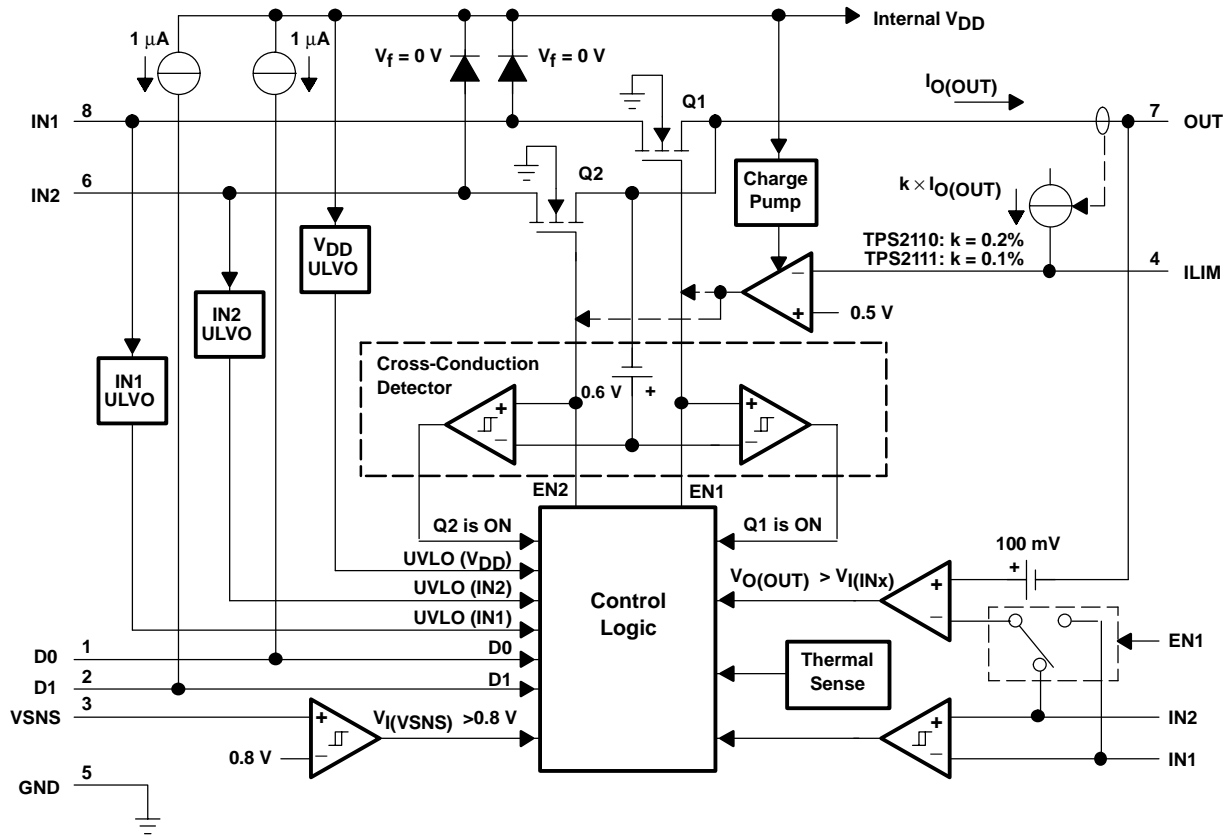 Internal VDD
1 μA
1 μA
Vf = 0 V
Vf = 0 V
IO(OUT)
Q1
IN1
8
7
OUT
Q2
IN2
6
Charge
Pump
k × IO(OUT)
VDD
ULVO
TPS2110: k = 0.2%
TPS2111: k = 0.1%
4
ILIM
−
+
0.5 V
IN2
ULVO
IN1
ULVO
Cross-Conduction
Detector
0.6 V
+
+
−
+
−
EN2
EN1
Q2 is ON
Q1 is ON
UVLO (VDD)
UVLO (IN2)
UVLO (IN1)
Control
Logic
100 mV
+
VO(OUT) > VI(INx)
+
−
EN1
D0
1
D0
D1
2
D1
Thermal
Sense
VSNS
3
+
−
VI(VSNS) >0.8 V
0.8 V
+
−
IN2
IN1
GND
5